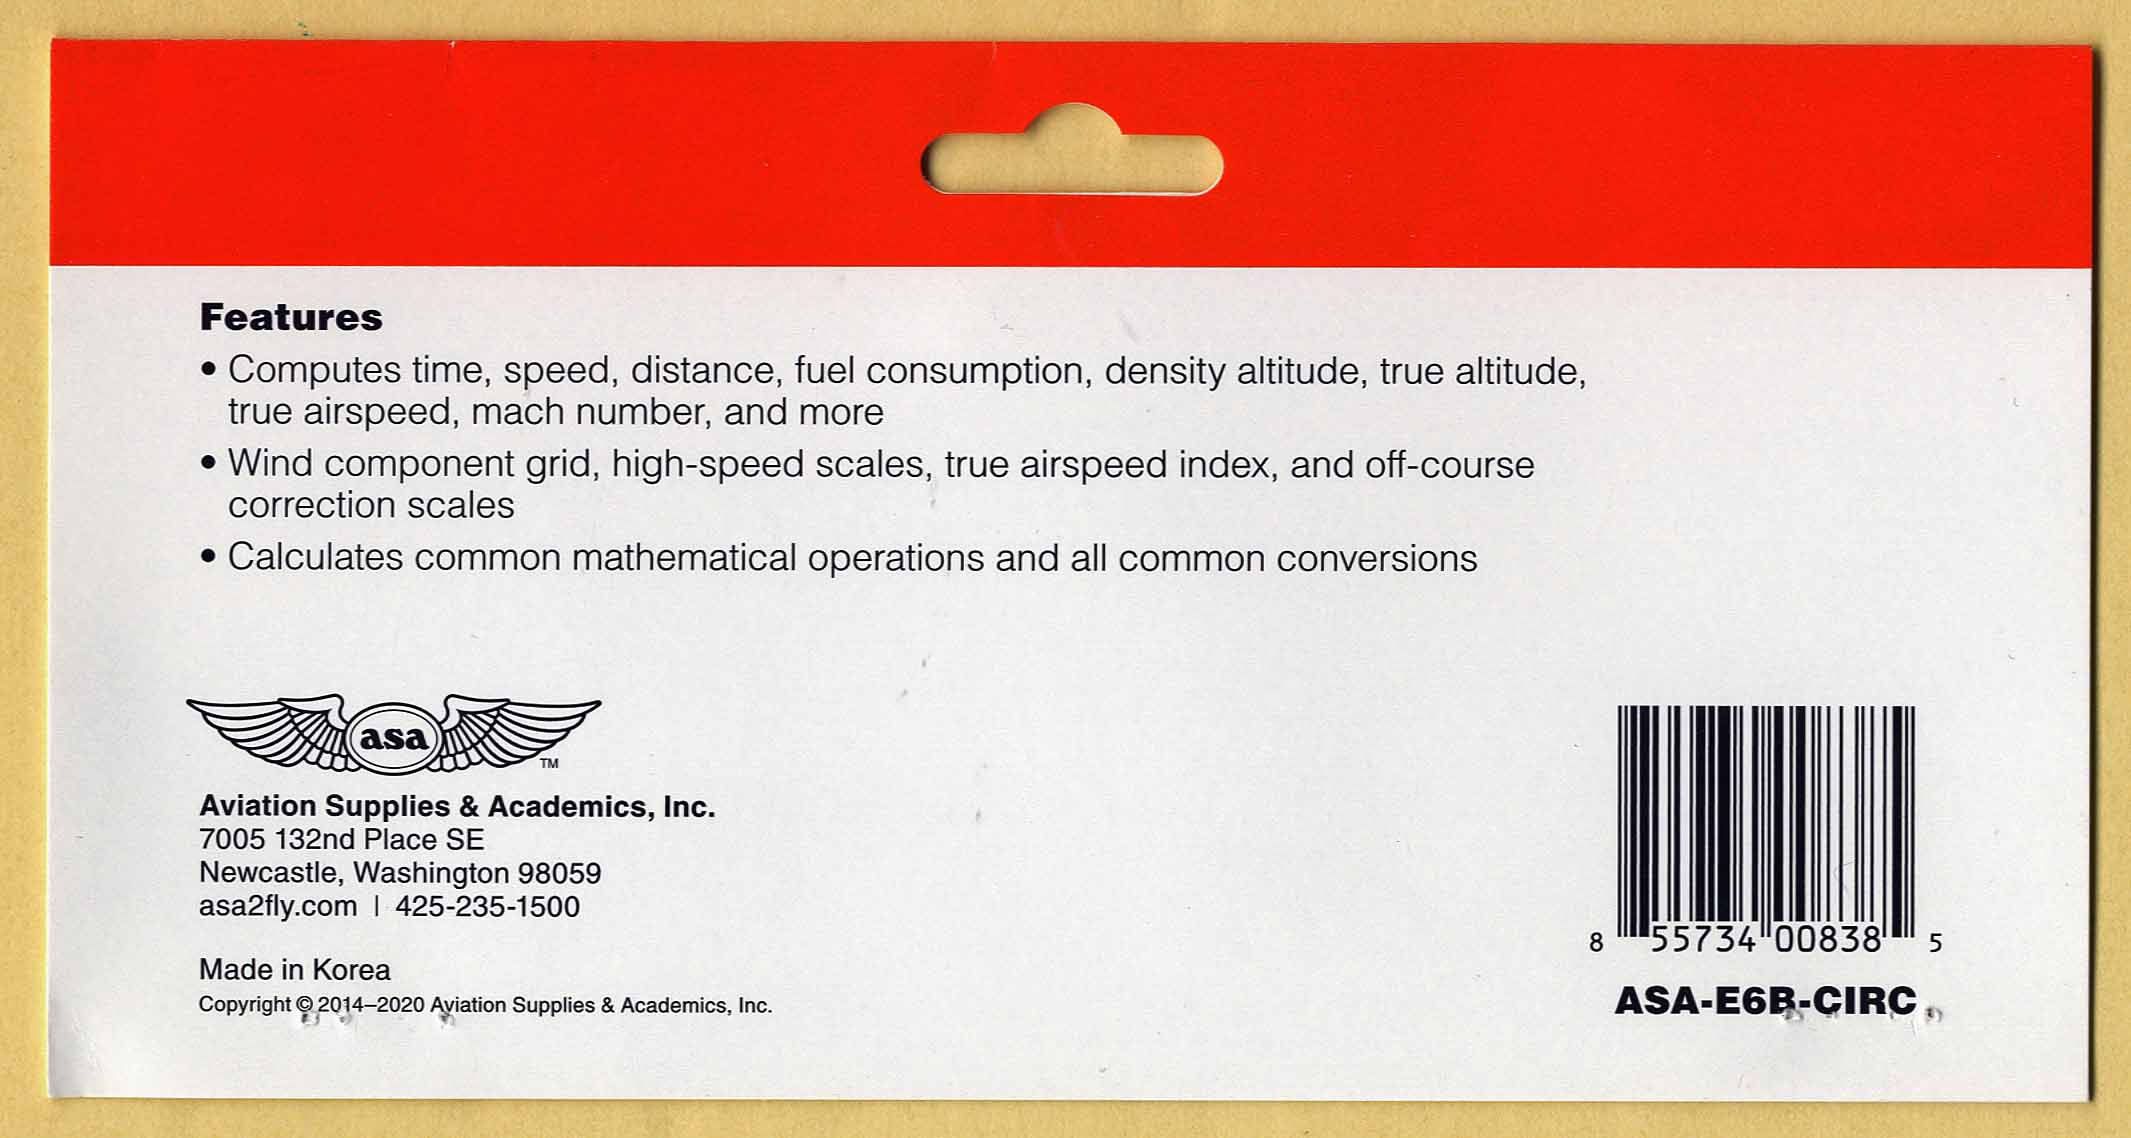 Features
• Computes time, speed, distance, fuel consumption, density altitude, true altitude,
true airspeed, mach number, and more
• Wind component grid, high-speed scales, true airspeed index, and off-course
correction scales
• Calculates common mathematical operations and all common conversions
asa
TM
Aviation Supplies & Academics, Inc.
7005 132nd Place SE
Newcastle, Washington 98059
asa2fly.com | 425-235-1500
Made in Korea
Copyright © 2014–2020 Aviation Supplies & Academics, Inc.
8 55734 00838 5
ASA-E6B-CIRC